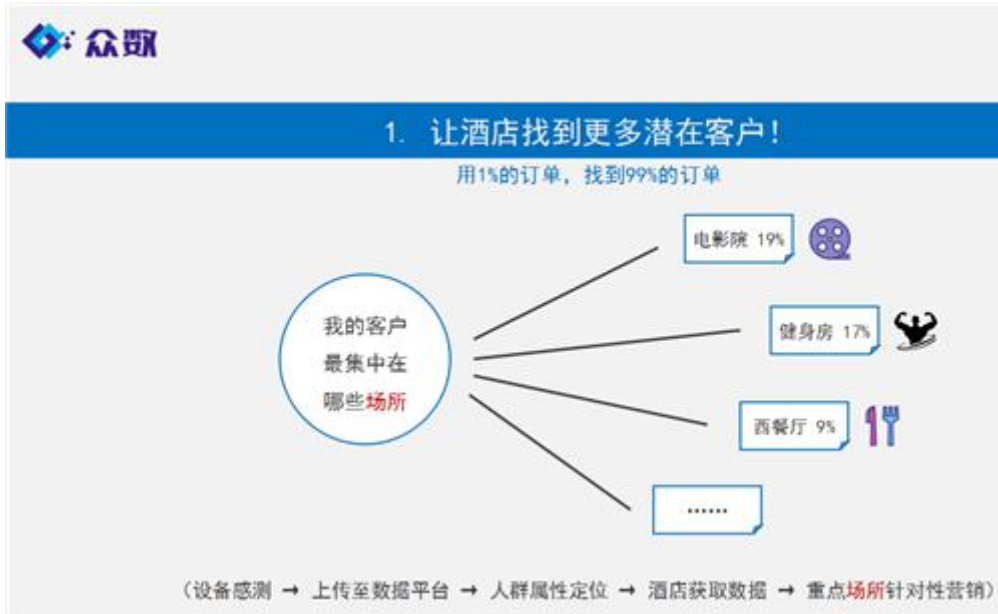 众数
1. 让酒店找到更多潜在客户!
用1%的订单，找到99%的订单
电影院 19%
健身房 17%
我的客户
最集中在
哪些场所
西餐厅 9%
......
(设备感测 → 上传至数据平台 → 人群属性定位 → 酒店获取数据 → 重点场所针对性营销)